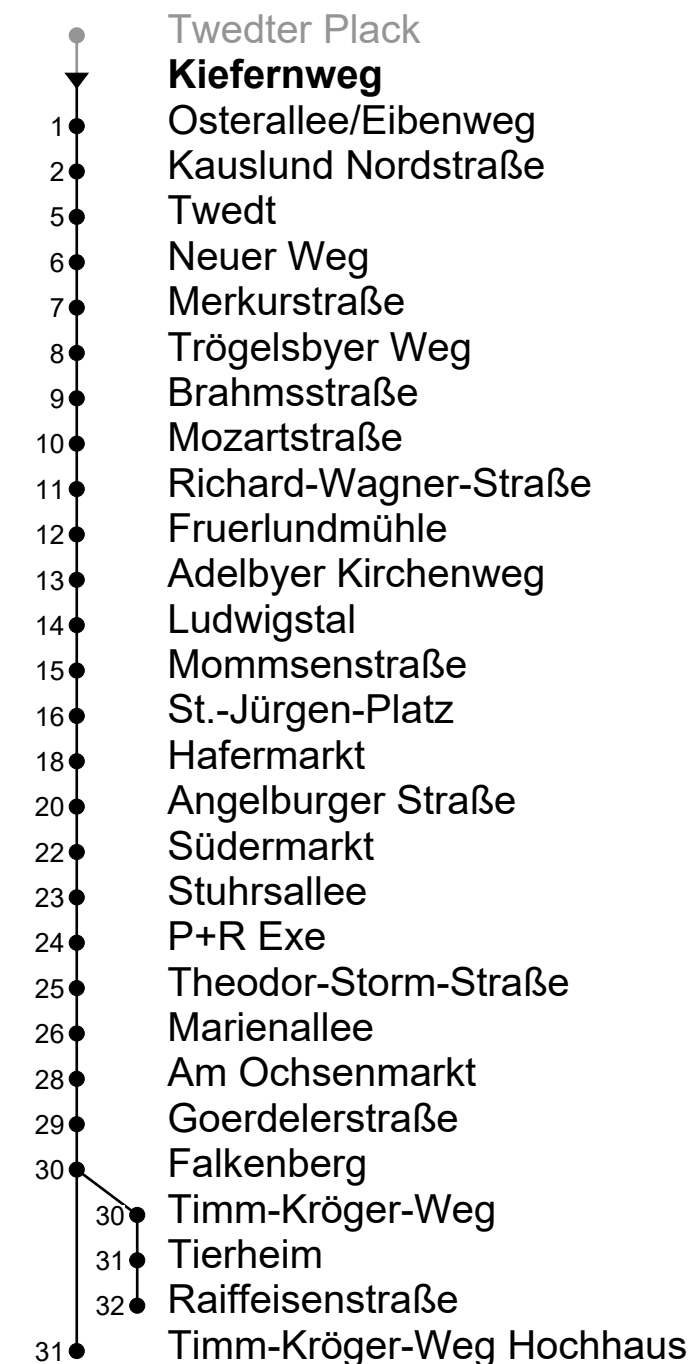 Twedter Plack
Kiefernweg
1 Osterallee/Eibenweg
2 Kauslund Nordstraße
5 Twedt
6 Neuer Weg
7 Merkurstraße
8 Trögelsbyer Weg
9 Brahmsstraße
10 Mozartstraße
11 Richard-Wagner-Straße
12 Fruerlundmühle
13 Adelbyer Kirchenweg
14 Ludwigstal
15 Mommsenstraße
16 St.-Jürgen-Platz
18 Hafermarkt
20 Angelburger Straße
22 Südermarkt
23 Stuhrsallee
24 P+R Exe
25 Theodor-Storm-Straße
26 Marienallee
28 Am Ochsenmarkt
29 Goerdelerstraße
30 Falkenberg
30 Timm-Kröger-Weg
31 Tierheim
32 Raiffeisenstraße
31 Timm-Kröger-Weg Hochhaus